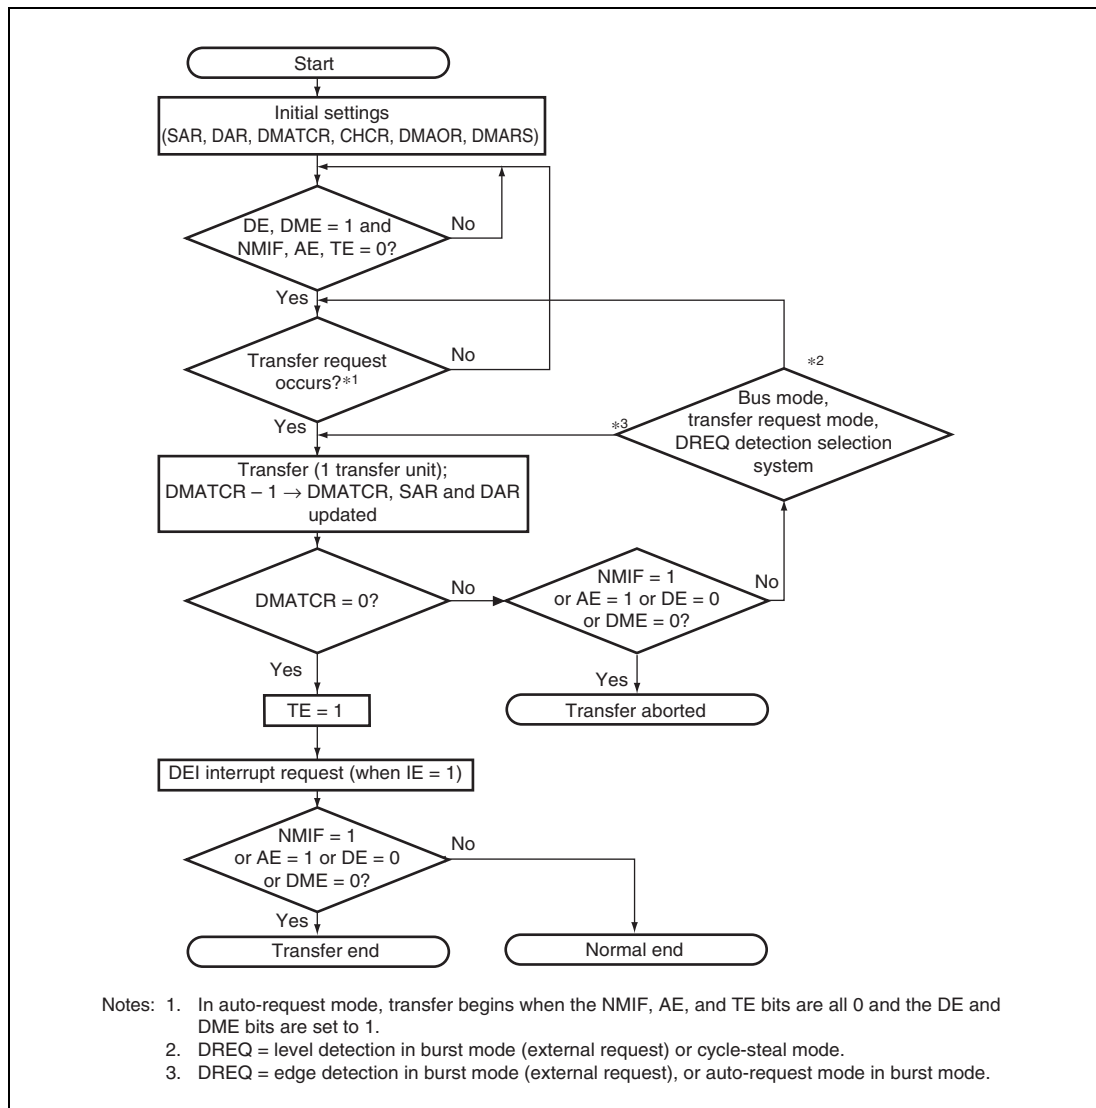 Start
Initial settings
(SAR, DAR, DMATCR, CHCR, DMAOR, DMARS)
DE, DME = 1 and
NMIF, AE, TE = 0?
No
Yes
Transfer request
occurs?*1
No
Yes
*2
Bus mode,
transfer request mode,
DREQ detection selection
system
*3
Transfer (1 transfer unit);
DMATCR – 1 → DMATCR, SAR and DAR
updated
DMATCR = 0?
No
NMIF = 1
or AE = 1 or DE = 0
or DME = 0?
No
Yes
Yes
TE = 1
Transfer aborted
DEI interrupt request (when IE = 1)
NMIF = 1
or AE = 1 or DE = 0
or DME = 0?
No
Yes
Transfer end
Normal end
Notes: 1. In auto-request mode, transfer begins when the NMIF, AE, and TE bits are all 0 and the DE and
DME bits are set to 1.
2. DREQ = level detection in burst mode (external request) or cycle-steal mode.
3. DREQ = edge detection in burst mode (external request), or auto-request mode in burst mode.